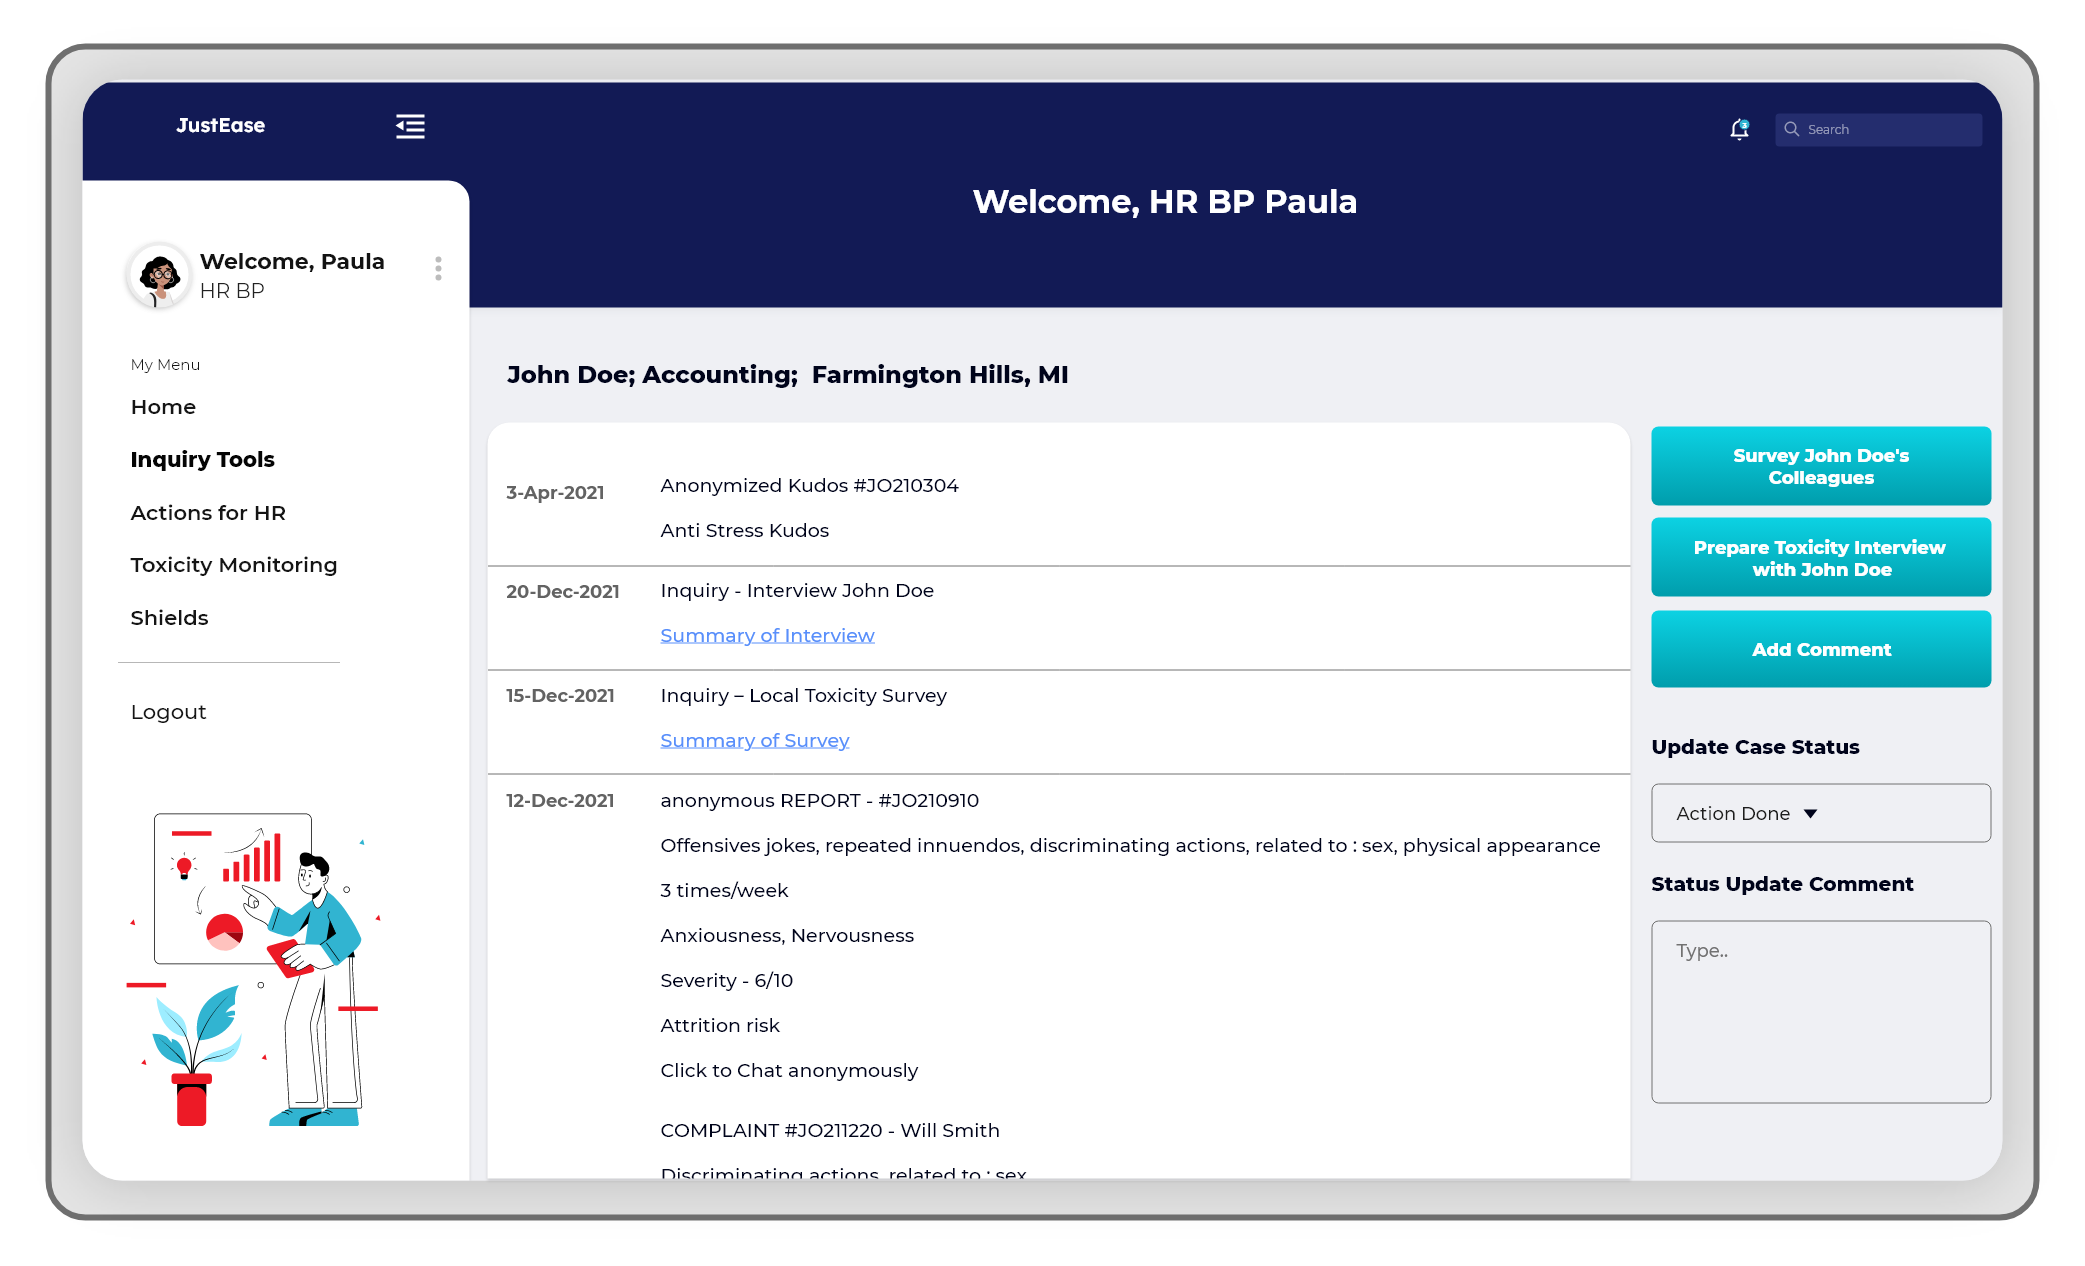 JustEase
Search
Welcome, HR BP Paula
Welcome, Paula
HR BP
My Menu
Home
Inquiry Tools
Actions for HR
Toxicity Monitoring
Shields
Logout
John Doe; Accounting; Farmington Hills, MI
3-Apr-2021
Anonymized Kudos #JO210304
Anti Stress Kudos
20-Dec-2021
Inquiry - Interview John Doe
Summary of Interview
15-Dec-2021
Inquiry – Local Toxicity Survey
Summary of Survey
12-Dec-2021
anonymous REPORT - #JO210910
Offensives jokes, repeated innuendos, discriminating actions, related to : sex, physical appearance
3 times/week
Anxiousness, Nervousness
Severity - 6/10
Attrition risk
Click to Chat anonymously
COMPLAINT #JO211220 - Will Smith
Discriminating actions, related to : sex
Survey John Doe's
Colleagues
Prepare Toxicity Interview
with John Doe
Add Comment
Update Case Status
Action Done
Status Update Comment
Type..